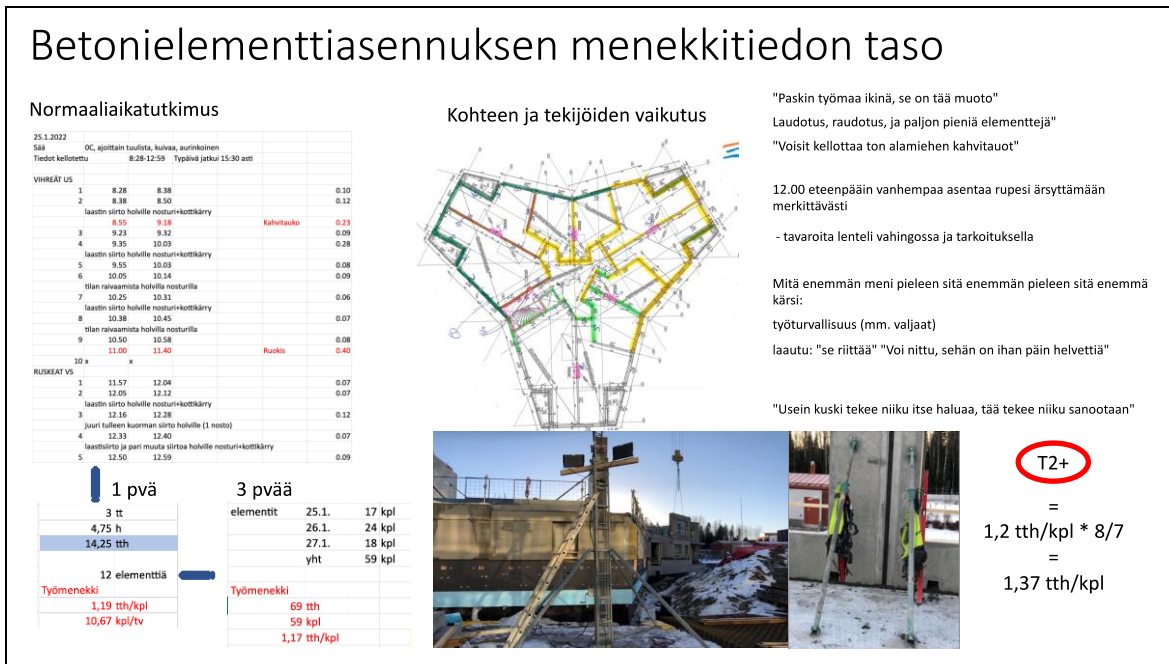 Betonielementtiasennuksen menekkitiedon taso
Normaaliaikatutkimus
25.1.2022
Sää 0C, ajoittain tuulista, kuivaa, aurinkoinen
Tiedot kellotettu 8:28-12:59 Typäivä jatkui 15:30 asti
VIHREÄT US
1 8.28 8.38 0.10
2 8.38 8.50 0.12
laastin siirto holville nosturi+kottikärry
8.55 9.18 Kahvitauko 0.23
3 9.23 9.32 0.09
4 9.35 10.03 0.28
laastin siirto holville nosturi+kottikärry
5 9.55 10.03 0.08
6 10.05 10.14 0.09
tilan raivaamista holvilla nosturilla
7 10.25 10.31 0.06
laastin siirto holville nosturi+kottikärry
8 10.38 10.45 0.07
tilan raivaamista holvilla nosturilla
9 10.50 10.58 0.08
11.00 11.40 Ruokis 0.40
10 x x
RUSKEAT VS
1 11.57 12.04 0.07
2 12.05 12.12 0.07
laastin siirto holville nosturi+kottikärry
3 12.16 12.28 0.12
juuri tulleen kuorman siirto holville (1 nosto)
4 12.33 12.40 0.07
laastisiirto ja pari muuta siirtoa holville nosturi+kottikärry
5 12.50 12.59 0.09
1 pvä
3 tt
4,75 h
14,25 tth
12 elementtiä
Työmenekki
1,19 tth/kpl
10,67 kpl/tv
3 pvää
elementit 25.1. 17 kpl
26.1. 24 kpl
27.1. 18 kpl
yht 59 kpl
Työmenekki
69 tth
59 kpl
1,17 tth/kpl
Kohteen ja tekijöiden vaikutus
"Paskin työmaa ikinä, se on tää muoto"
Laudotus, raudotus, ja paljon pieniä elementtejä"
"Voisit kellottaa ton alamiehen kahvitauot"
12.00 eteenpääin vanhempaa asentaa rupesi ärsyttämään
merkittävästi
- tavaroita lenteli vahingossa ja tarkoituksella
Mitä enemmän meni pieleen sitä enemmän pieleen sitä enemmä
kärsi:
työturvallisuus (mm. valjaat)
laautu: "se riittää" "Voi nittu, sehän on ihan päin helvettiä"
"Usein kuski tekee niiku itse haluaa, tää tekee niiku sanootaan"
T2+
=
1,2 tth/kpl * 8/7
=
1,37 tth/kpl